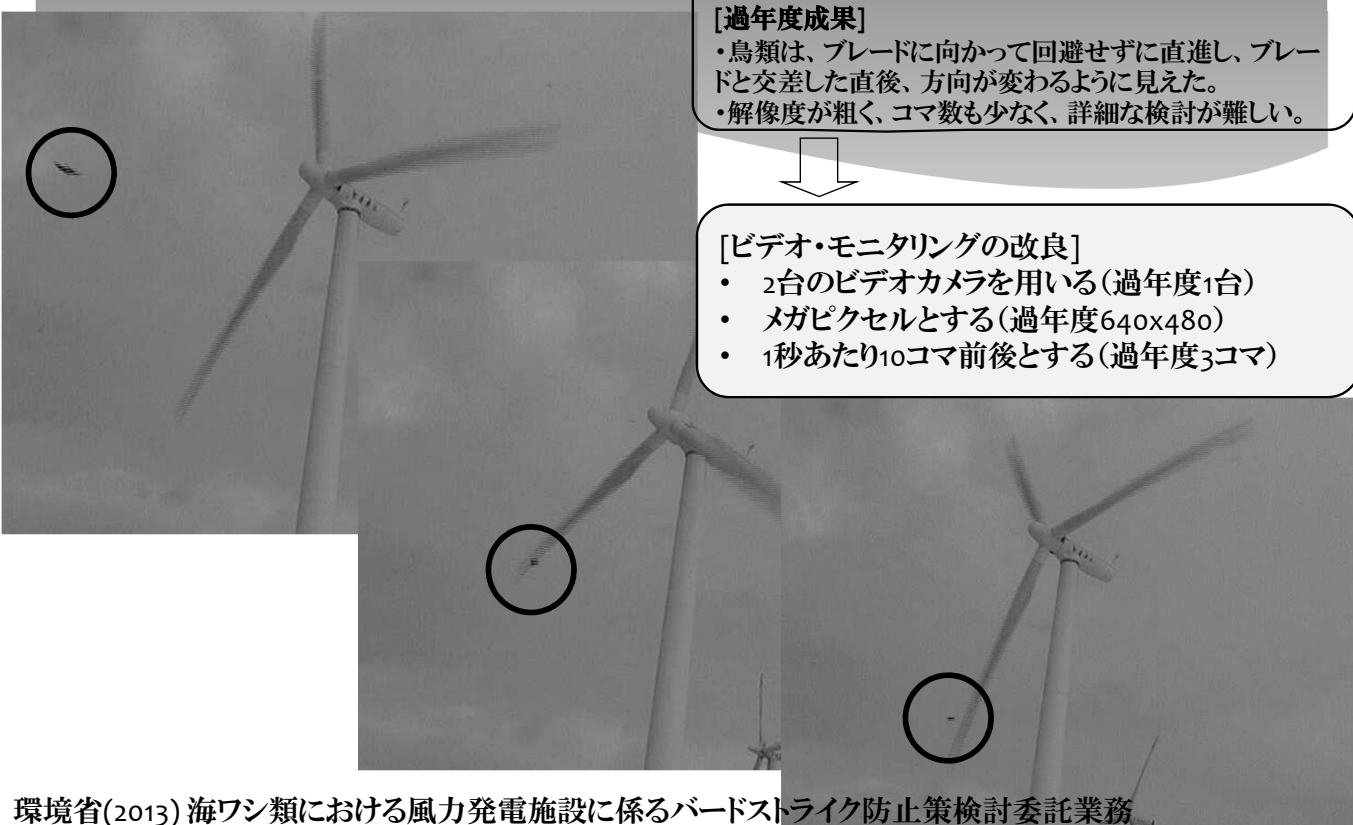 [過年度成果]
・鳥類は、ブレードに向かって回避せずに直進し、ブレー
ドと交差した直後、方向が変わるように見えた。
・解像度が粗く、コマ数も少なく、詳細な検討が難しい。
[ビデオ・モニタリングの改良]
• 2台のビデオカメラを用いる(過年度1台)
• メガピクセルとする(過年度640x480)
• 1秒あたり10コマ前後とする(過年度3コマ)
環境省(2013) 海ワシ類における風力発電施設に係るバードストライク防止策検討委託業務